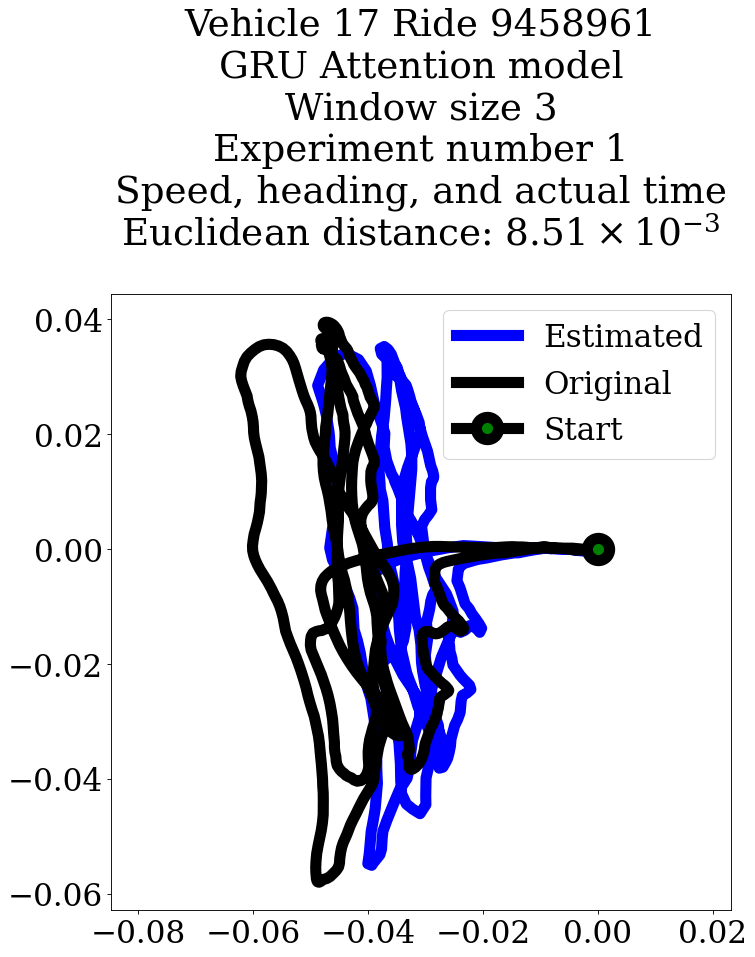 Vehicle 17 Ride 9458961
GRU Attention model
Window size 3
Experiment number 1
Speed, heading, and actual time
Euclidean distance: 8.51 × 10⁻³
0.04
0.02
0.00
−0.02
−0.04
−0.06
Estimated
Original
Start
−0.08 −0.06 −0.04 −0.02 0.00 0.02